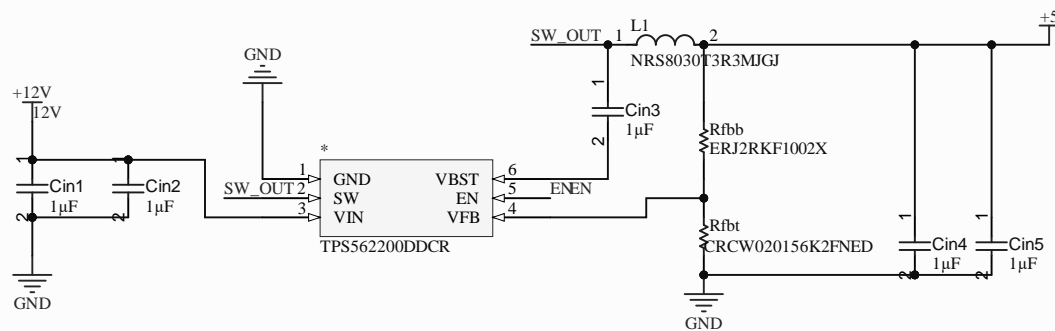 SW_OUT
1
L1
2
NRS8030T3R3MJGJ
+5
GND
+12V
12V
1
Cin3
1µF
2
Rfbb
ERJ2RKF1002X
*
1
Cin1
1µF
2
1
Cin2
1µF
2
SW_OUT
1
2
3
GND
SW
VIN
VBST
EN
VFB
6
5
4
ENEN
TPS562200DDCR
Rfbt
CRCW020156K2FNED
1
Cin4
1µF
2
1
Cin5
1µF
2
GND
GND